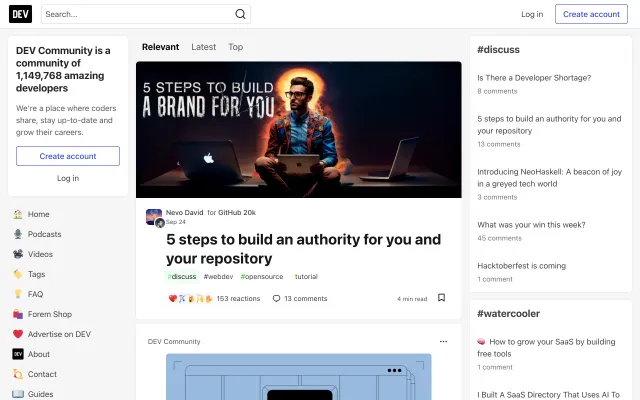 DEV
Search...
Log in
Create account
DEV Community is a
community of
1,149,768 amazing
developers
We're a place where coders
share, stay up-to-date and
grow their careers.
Create account
Log in
Home
Podcasts
Videos
Tags
FAQ
Forem Shop
Advertise on DEV
DEV About
Contact
Guides
Relevant Latest Top
5 STEPS TO BUILD
A BRAND FOR YOU
Nevo David for GitHub 20k
Sep 24
5 steps to build an authority for you and
your repository
#discuss #webdev #opensource tutorial
153 reactions 13 comments 4 min read
DEV Community
#discuss
Is There a Developer Shortage?
8 comments
5 steps to build an authority for you and
your repository
13 comments
Introducing NeoHaskell: A beacon of joy
in a greyed tech world
3 comments
What was your win this week?
45 comments
Hacktoberfest is coming
1 comment
#watercooler
How to grow your SaaS by building
free tools
1 comment
I Built A SaaS Directory That Uses AI To